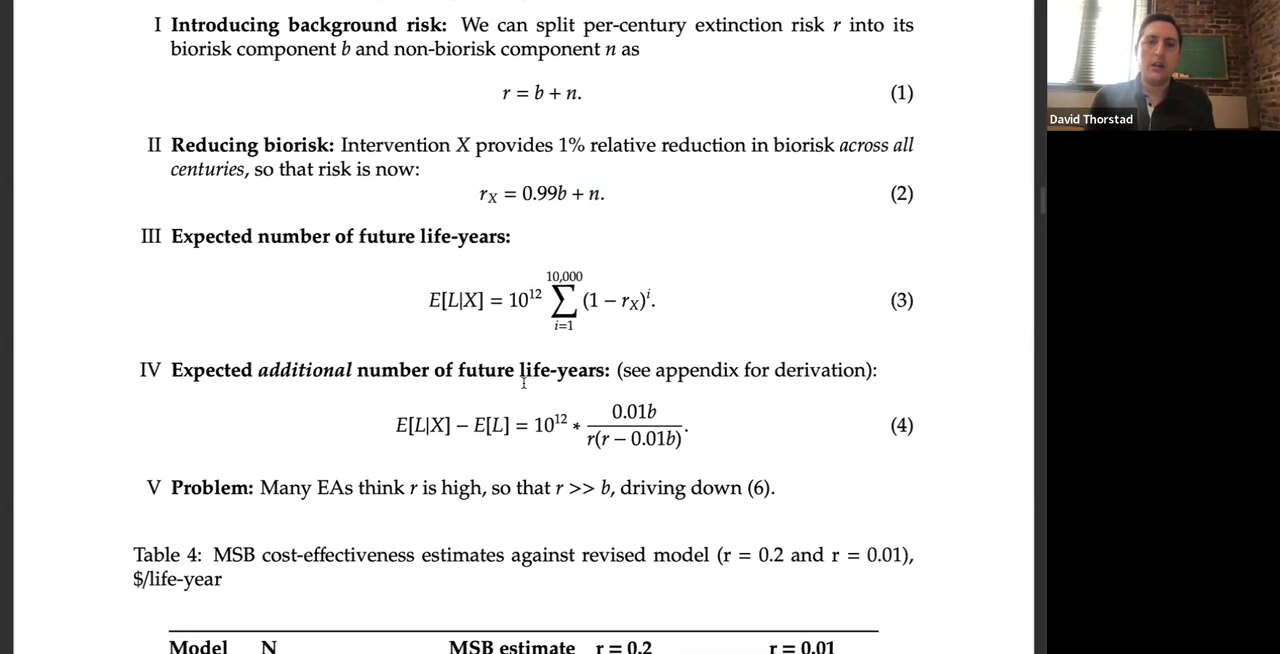 I Introducing background risk: We can split per-century extinction risk r into its
biorisk component b and non-biorisk component n as
r = b + n. (1)
II Reducing biorisk: Intervention X provides 1% relative reduction in biorisk across all
centuries, so that risk is now:
rX = 0.99b + n. (2)
III Expected number of future life-years:
E[L|X] = 10^12 ∑_{i=1}^{10,000} (1 − rX)^i. (3)
IV Expected additional number of future life-years: (see appendix for derivation):
E[L|X] − E[L] = 10^12 * 0.01b / r(r − 0.01b). (4)
V Problem: Many EAs think r is high, so that r >> b, driving down (6).
Table 4: MSB cost-effectiveness estimates against revised model (r = 0.2 and r = 0.01),
$/life-year
Model N MSB estimate r = 0.2 r = 0.01
David Thorstad